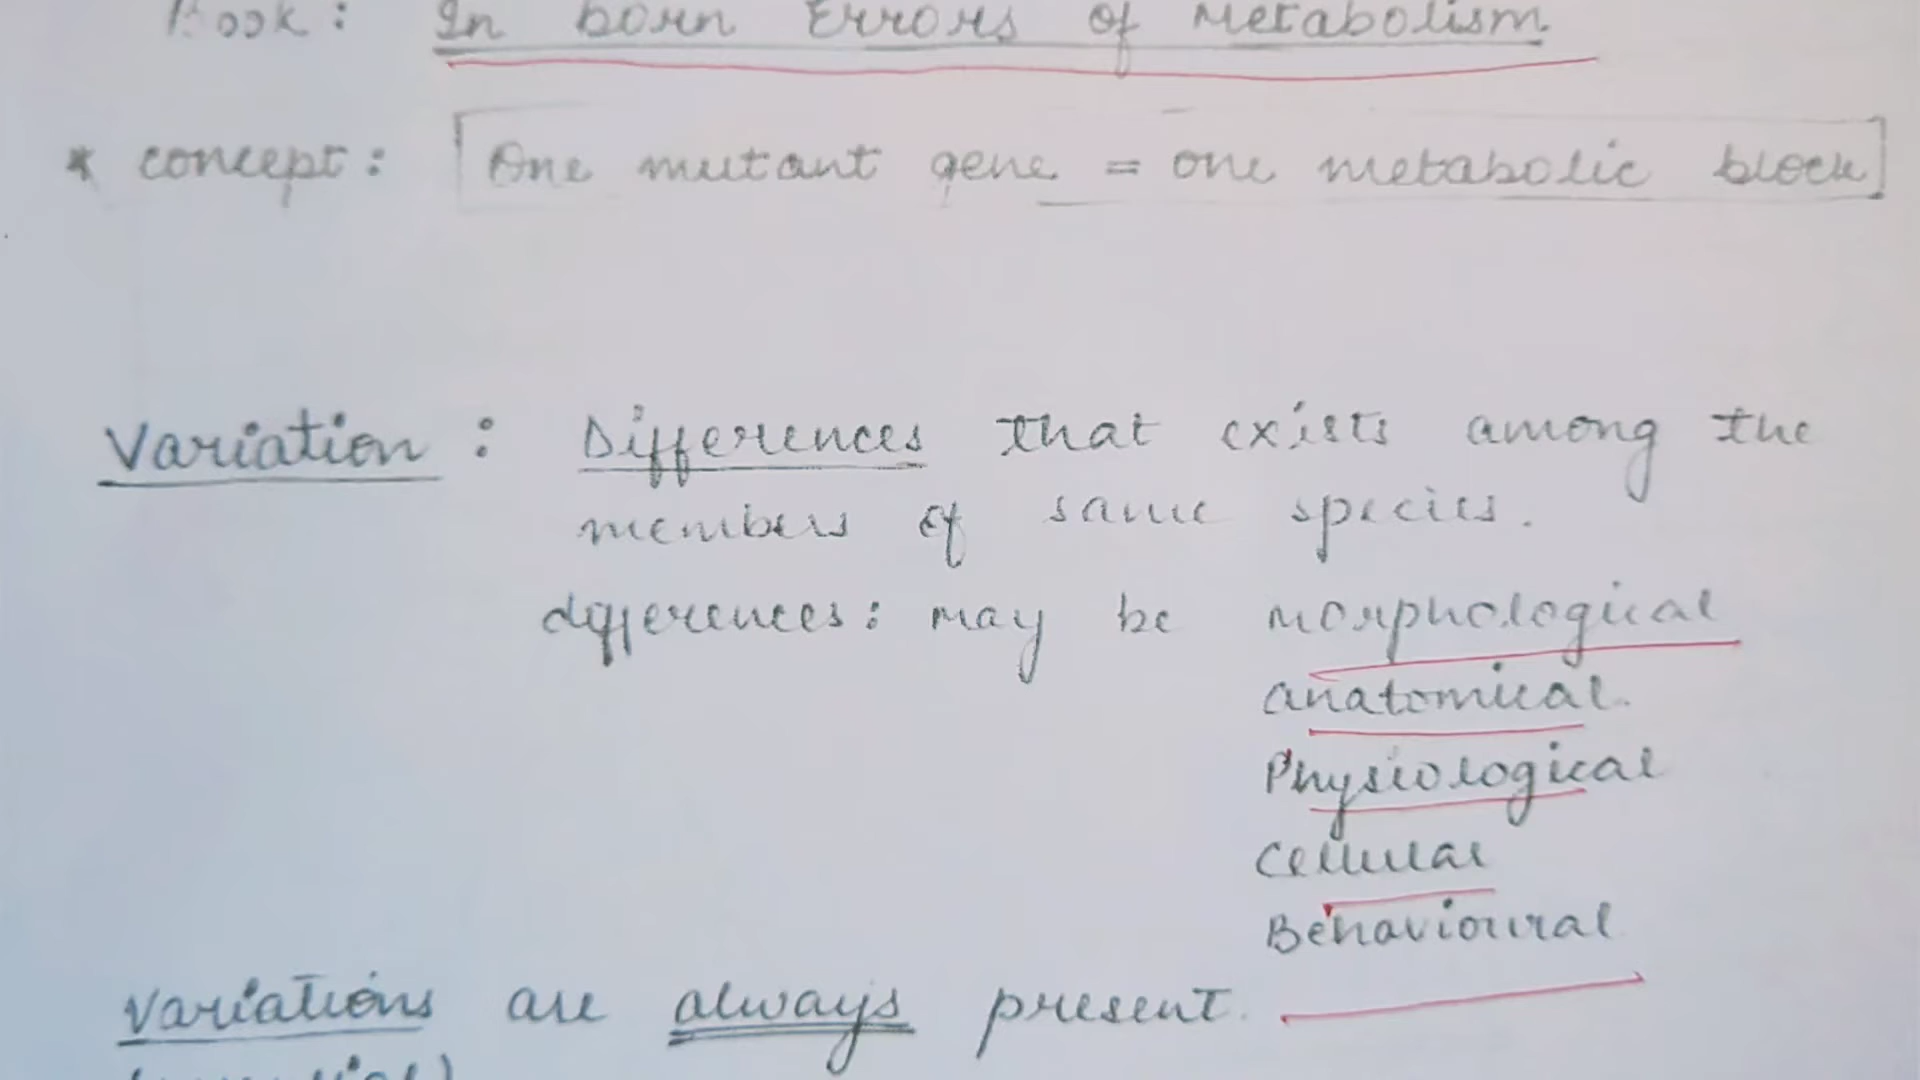 Book: In born Errors of Metabolism
* concept: One mutant gene = one metabolic block
Variation: Differences that exists among the
members of same species.
differences: may be morphological
anatomical.
Physiological
Cellular
Behavioural
Variations are always present.